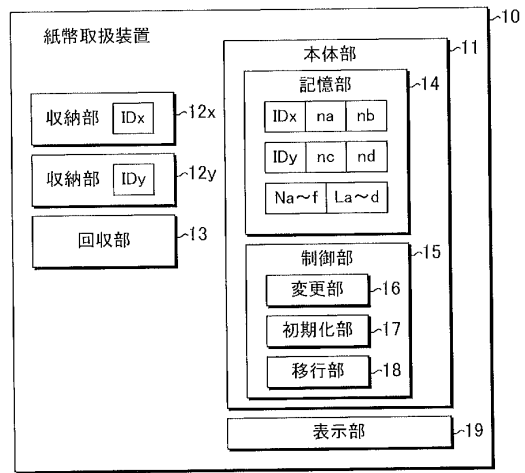 10
紙幣取扱装置
本体部
11
記憶部
14
収納部 IDx
12x
IDx na nb
収納部 IDy
12y
IDy nc nd
回収部
13
Na～f La～d
制御部
15
変更部
16
初期化部
17
移行部
18
表示部
19